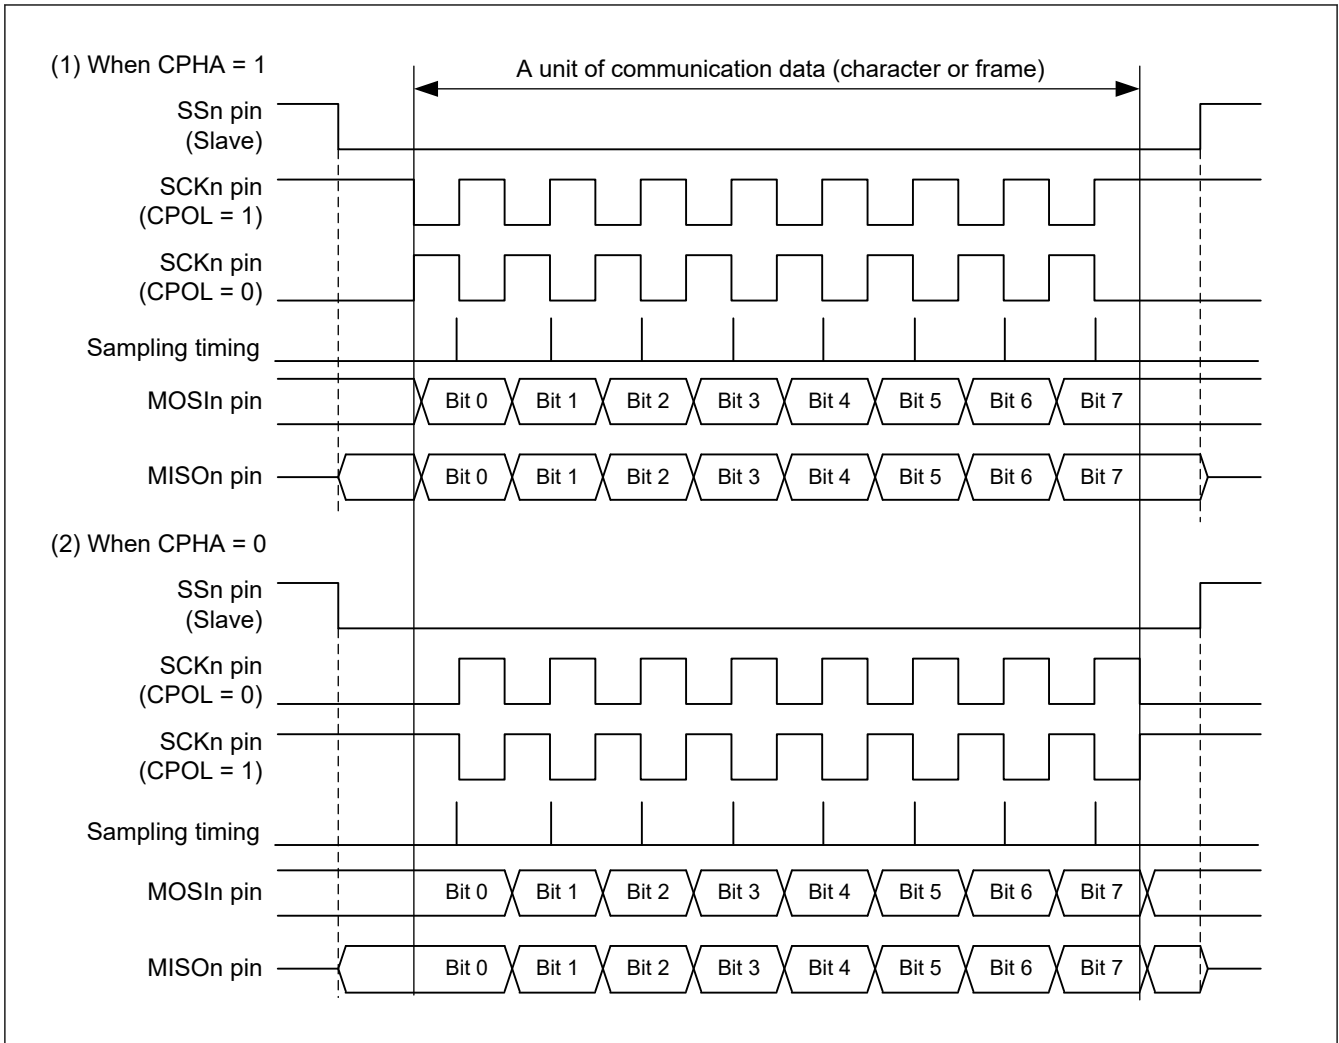 (1) When CPHA = 1
A unit of communication data (character or frame)
SSn pin
(Slave)
SCKn pin
(CPOL = 1)
SCKn pin
(CPOL = 0)
Sampling timing
MOSIn pin Bit 0 Bit 1 Bit 2 Bit 3 Bit 4 Bit 5 Bit 6 Bit 7
MISOn pin Bit 0 Bit 1 Bit 2 Bit 3 Bit 4 Bit 5 Bit 6 Bit 7
(2) When CPHA = 0
SSn pin
(Slave)
SCKn pin
(CPOL = 0)
SCKn pin
(CPOL = 1)
Sampling timing
MOSIn pin Bit 0 Bit 1 Bit 2 Bit 3 Bit 4 Bit 5 Bit 6 Bit 7
MISOn pin Bit 0 Bit 1 Bit 2 Bit 3 Bit 4 Bit 5 Bit 6 Bit 7